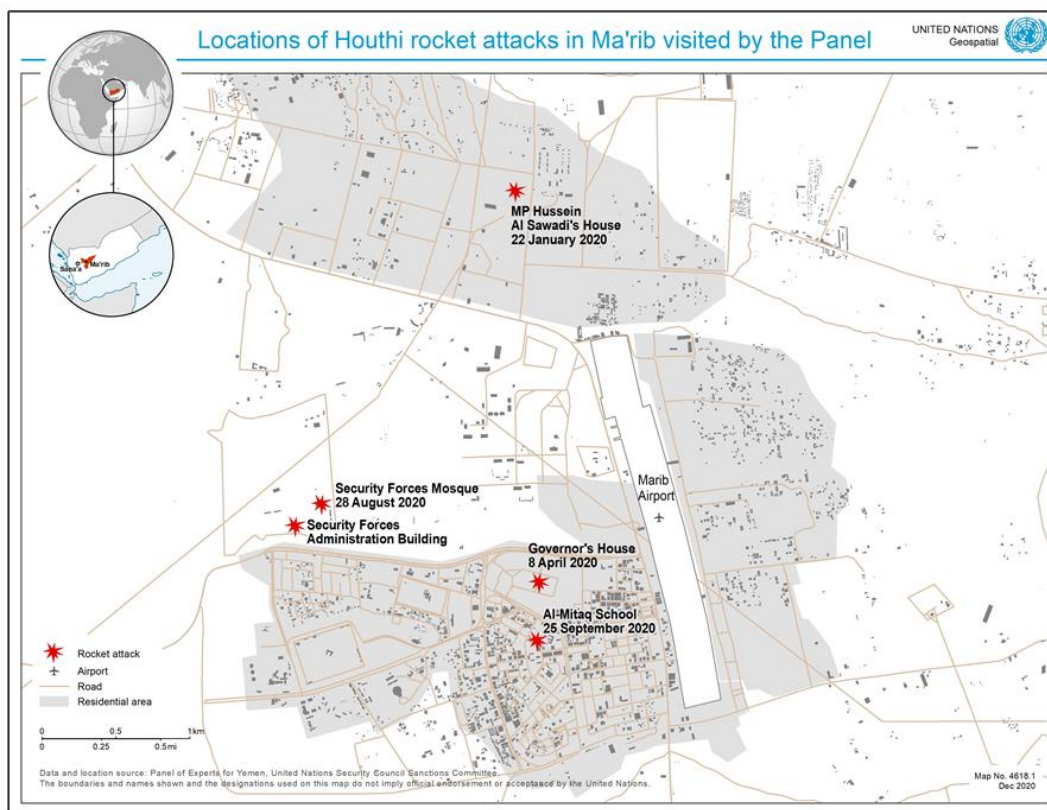 Locations of Houthi rocket attacks in Ma'rib visited by the Panel
UNITED NATIONS
Geospatial
MP Hussein
Al Sawadi's House
22 January 2020
Sana'a
Ma'rib
Marib
Airport
Security Forces Mosque
28 August 2020
Security Forces
Administration Building
Governor's House
8 April 2020
Al-Mitaq School
25 September 2020
Rocket attack
Airport
Road
Residential area
0 0.5 1km
0 0.25 0.5mi
Data and location source: Panel of Experts for Yemen, United Nations Security Council Sanctions Committee.
The boundaries and names shown and the designations used on this map do not imply official endorsement or acceptance by the United Nations.
Map No. 4618.1
Dec 2020